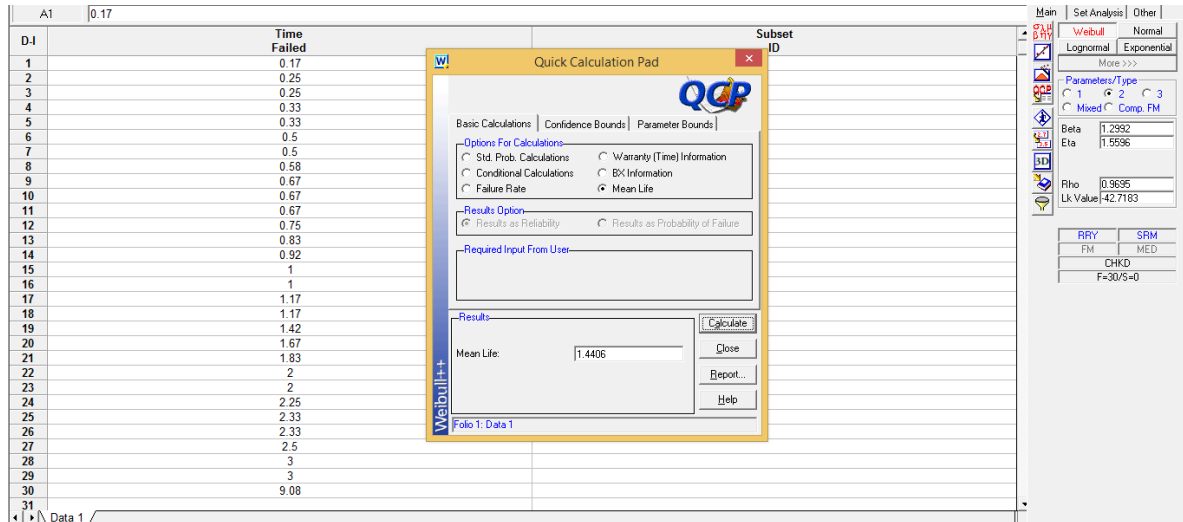 A1 0.17
D-I Time Failed Subset ID
1 0.17
2 0.25
3 0.25
4 0.33
5 0.33
6 0.5
7 0.5
8 0.58
9 0.67
10 0.67
11 0.67
12 0.75
13 0.83
14 0.92
15 1
16 1
17 1.17
18 1.17
19 1.42
20 1.67
21 1.83
22 2
23 2
24 2.25
25 2.33
26 2.33
27 2.5
28 3
29 3
30 9.08
31
Data 1
Quick Calculation Pad
QCP
Basic Calculations Confidence Bounds Parameter Bounds
Options For Calculations
Std. Prob. Calculations Warranty (Time) Information
Conditional Calculations BX Information
Failure Rate Mean Life
Results Option
Results as Reliability Results as Probability of Failure
Required Input From User
Results
Mean Life: 1.4406
Calculate
Close
Report...
Help
Weibull++
Folio 1: Data 1
Main Set Analysis Other
Weibull Normal
Lognormal Exponential
More >>>
Parameters/Type
1 2 3
Mixed Comp. FM
Beta 1.2992
Eta 1.5596
Rho 0.9695
Lk Value -42.7183
RRY SRM
FM MED
CHKD
F=30/S=0
QCP
3D